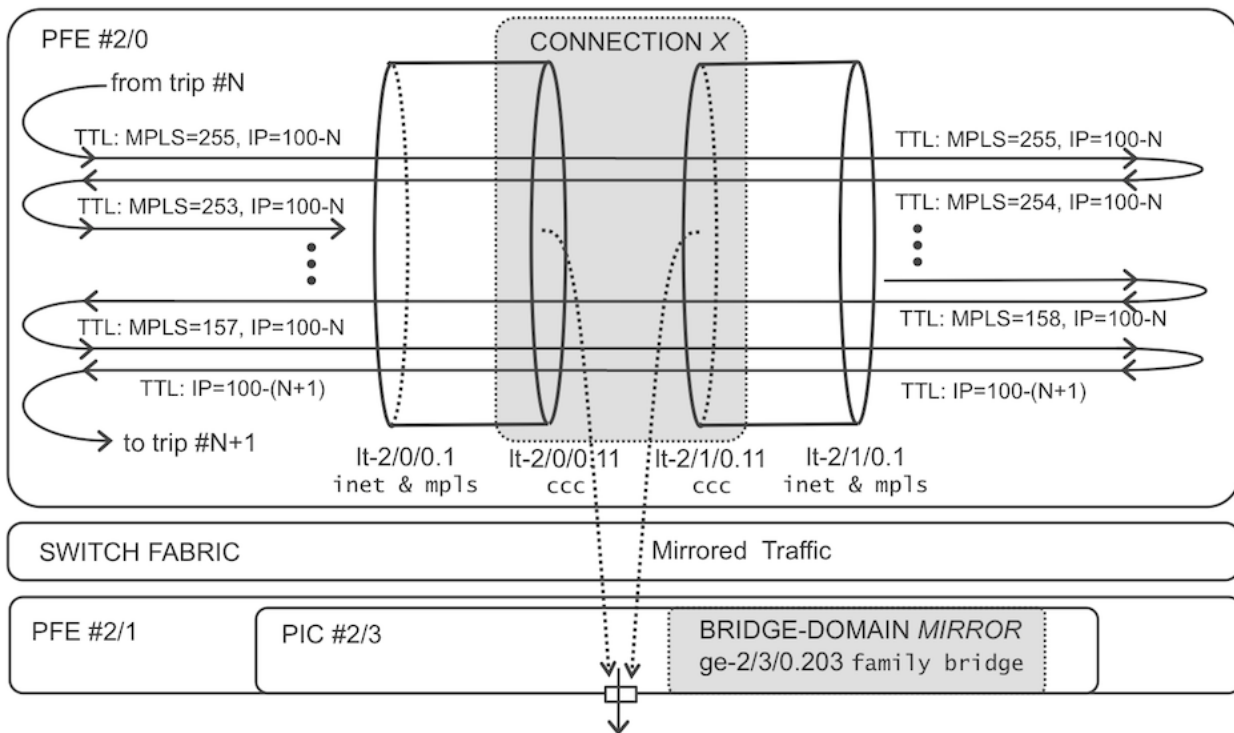 PFE #2/0
CONNECTION X
from trip #N
TTL: MPLS=255, IP=100-N
TTL: MPLS=255, IP=100-N
TTL: MPLS=253, IP=100-N
TTL: MPLS=254, IP=100-N
TTL: MPLS=157, IP=100-N
TTL: MPLS=158, IP=100-N
TTL: IP=100-(N+1)
TTL: IP=100-(N+1)
to trip #N+1
lt-2/0/0.1
lt-2/0/0.11
lt-2/1/0.11
lt-2/1/0.1
inet & mpls
ccc
ccc
inet & mpls
SWITCH FABRIC
Mirrored Traffic
PFE #2/1
PIC #2/3
BRIDGE-DOMAIN MIRROR
ge-2/3/0.203 family bridge